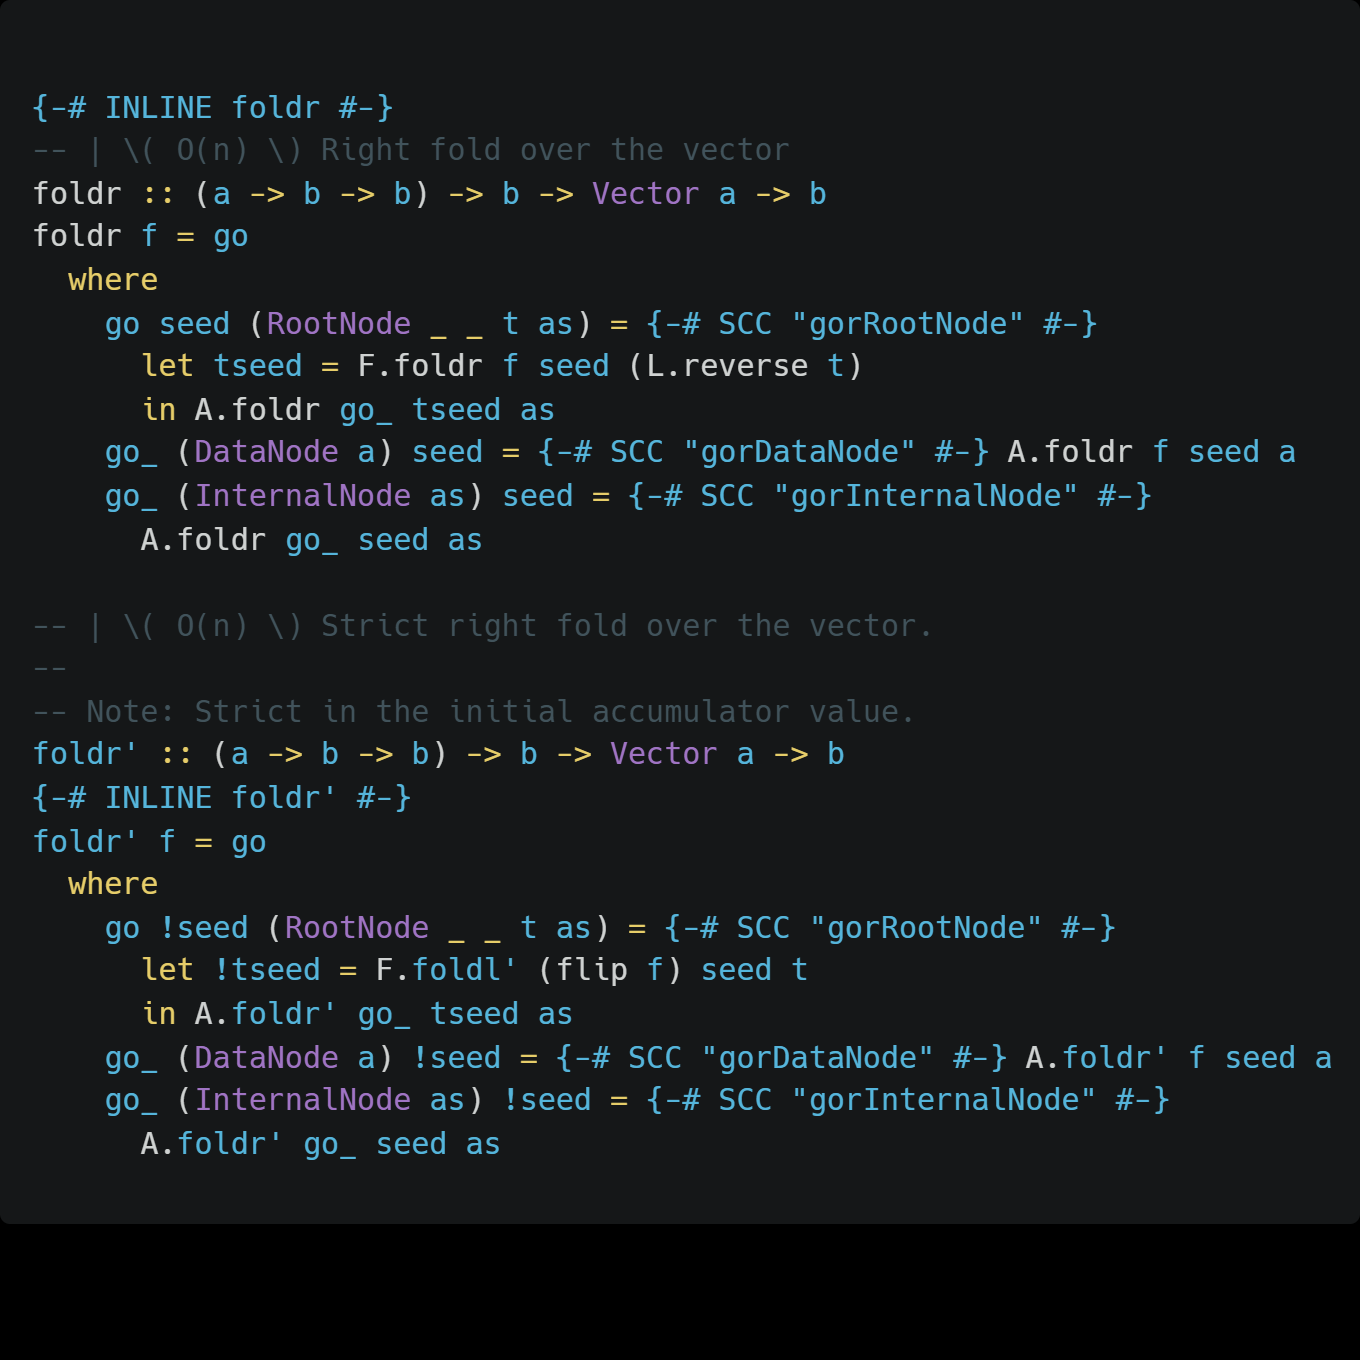 {-# INLINE foldr #-}
-- | \( O(n) \) Right fold over the vector
foldr :: (a -> b -> b) -> b -> Vector a -> b
foldr f = go
  where
    go seed (RootNode _ _ t as) = {-# SCC "gorRootNode" #-}
      let tseed = F.foldr f seed (L.reverse t)
      in A.foldr go_ tseed as
    go_ (DataNode a) seed = {-# SCC "gorDataNode" #-} A.foldr f seed a
    go_ (InternalNode as) seed = {-# SCC "gorInternalNode" #-}
      A.foldr go_ seed as

-- | \( O(n) \) Strict right fold over the vector.
--
-- Note: Strict in the initial accumulator value.
foldr' :: (a -> b -> b) -> b -> Vector a -> b
{-# INLINE foldr' #-}
foldr' f = go
  where
    go !seed (RootNode _ _ t as) = {-# SCC "gorRootNode" #-}
      let !tseed = F.foldl' (flip f) seed t
      in A.foldr' go_ tseed as
    go_ (DataNode a) !seed = {-# SCC "gorDataNode" #-} A.foldr' f seed a
    go_ (InternalNode as) !seed = {-# SCC "gorInternalNode" #-}
      A.foldr' go_ seed as